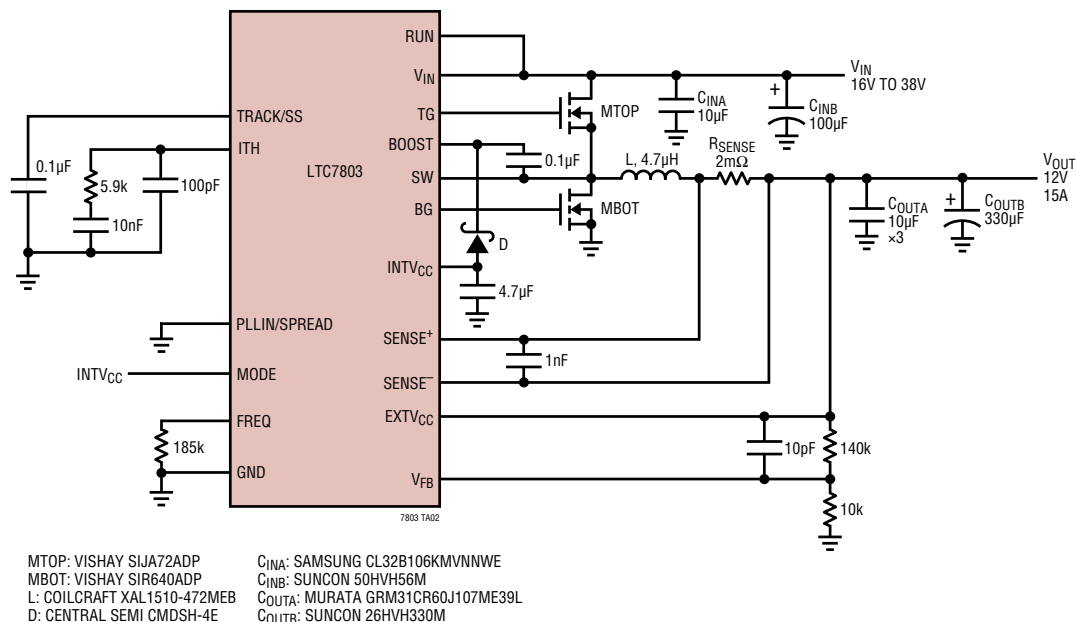 RUN
VIN
VIN
16V TO 38V
TG
MTOP
CINA
10µF
+
CINB
100µF
TRACK/SS
BOOST
RSENSE
2mΩ
ITH
LTC7803
0.1µF
L, 4.7µH
VOUT
12V
15A
0.1µF
5.9k
100pF
SW
BG
MBOT
COUTA
10µF
×3
+
COUTB
330µF
10nF
D
INTVCC
4.7µF
PLLIN/SPREAD
SENSE+
1nF
INTVCC
MODE
SENSE–
EXTVCC
FREQ
185k
10pF
140k
GND
VFB
10k
7803 TA02
MTOP: VISHAY SIJA72ADP
MBOT: VISHAY SIR640ADP
L: COILCRAFT XAL1510-472MEB
D: CENTRAL SEMI CMDSH-4E
CINA: SAMSUNG CL32B106KMVNNWE
CINB: SUNCON 50HVH56M
COUTA: MURATA GRM31CR60J107ME39L
COUTB: SUNCON 26HVH330M